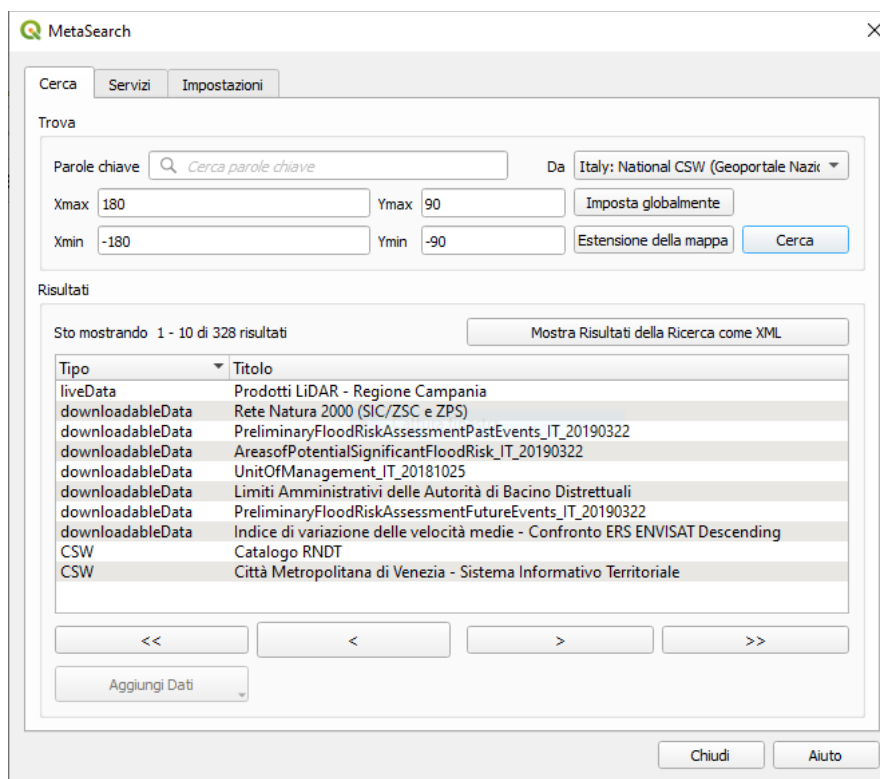 MetaSearch
Cerca Servizi Impostazioni
Trova
Parole chiave Cerca parole chiave Da Italy: National CSW (Geoportale Nazic
Xmax 180 Ymax 90 Imposta globalmente
Xmin -180 Ymin -90 Estensione della mappa Cerca
Risultati
Sto mostrando 1 - 10 di 328 risultati Mostra Risultati della Ricerca come XML
Tipo Titolo
liveData Prodotti LiDAR - Regione Campania
downloadableData Rete Natura 2000 (SIC/ZSC e ZPS)
downloadableData PreliminaryFloodRiskAssessmentPastEvents_IT_20190322
downloadableData AreasofPotentialSignificantFloodRisk_IT_20190322
downloadableData UnitOfManagement_IT_20181025
downloadableData Limiti Amministrativi delle Autorità di Bacino Distrettuali
downloadableData PreliminaryFloodRiskAssessmentFutureEvents_IT_20190322
downloadableData Indice di variazione delle velocità medie - Confronto ERS ENVISAT Descending
CSW Catalogo RNDT
CSW Città Metropolitana di Venezia - Sistema Informativo Territoriale
<< < > >>
Aggiungi Dati
Chiudi Aiuto